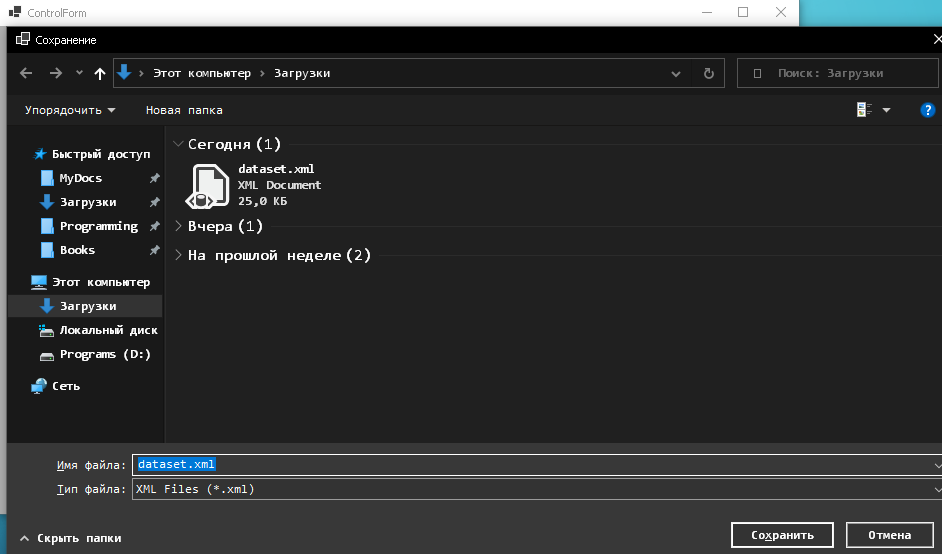 ControlForm
Сохранение
Этот компьютер Загрузки
Поиск: Загрузки
Упорядочить
Новая папка
?
Быстрый доступ
MyDocs
Загрузки
Programming
Books
Этот компьютер
Загрузки
Локальный диск
Programs (D:)
Сеть
Сегодня (1)
dataset.xml
XML Document
25,0 КБ
Вчера (1)
На прошлой неделе (2)
Имя файла: dataset.xml
Тип файла: XML Files (*.xml)
Скрыть папки
Сохранить
Отмена